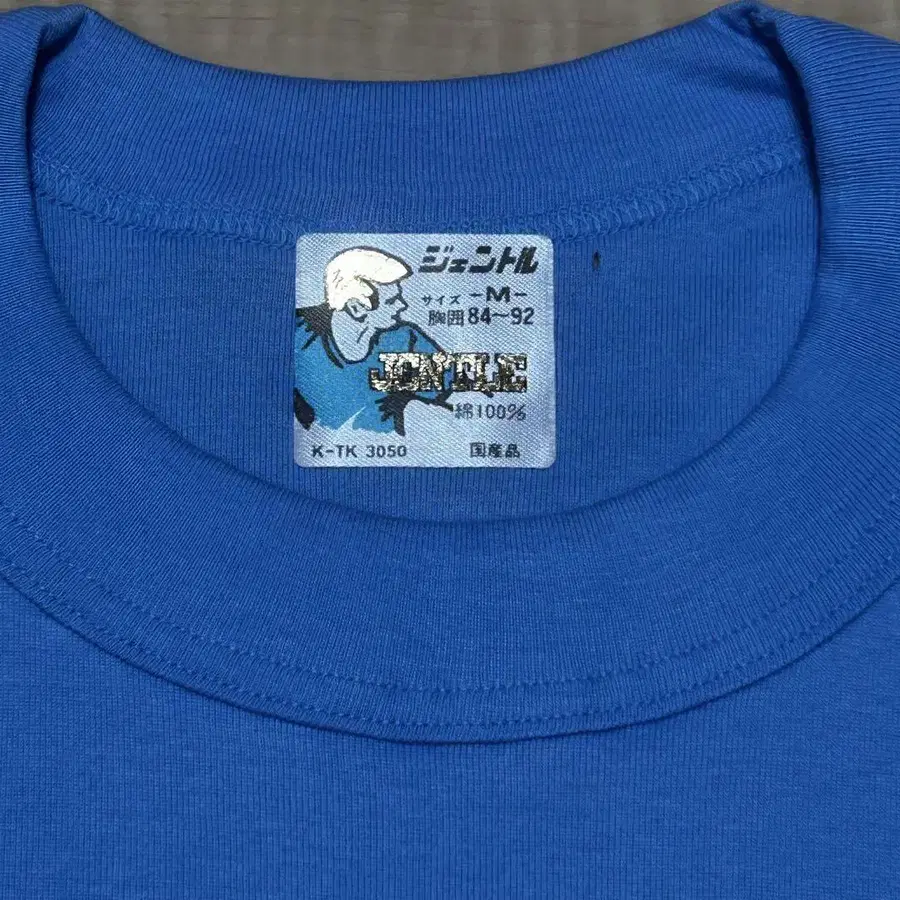 ジェントル
サイズ -M-
胸囲 84〜92
JENTLE
綿100%
K-TK 3050 国産品